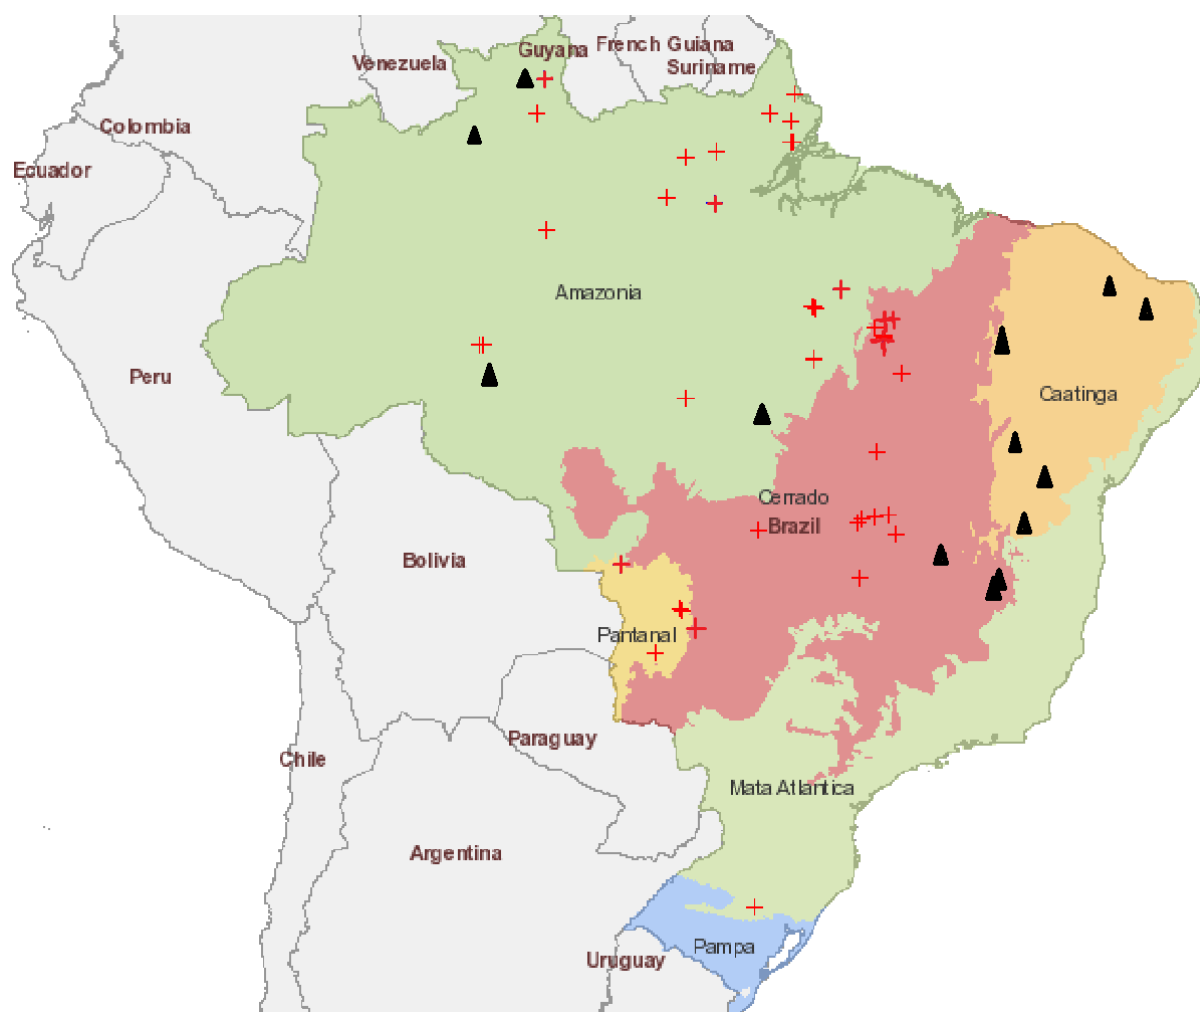 Guyana
French Guiana
Venezuela
Suriname
Colombia
Ecuador
Amazonia
Peru
Caatinga
Cerrado
Brazil
Bolivia
Pantanal
Paraguay
Chile
Mata Atlantica
Argentina
Pampa
Uruguay